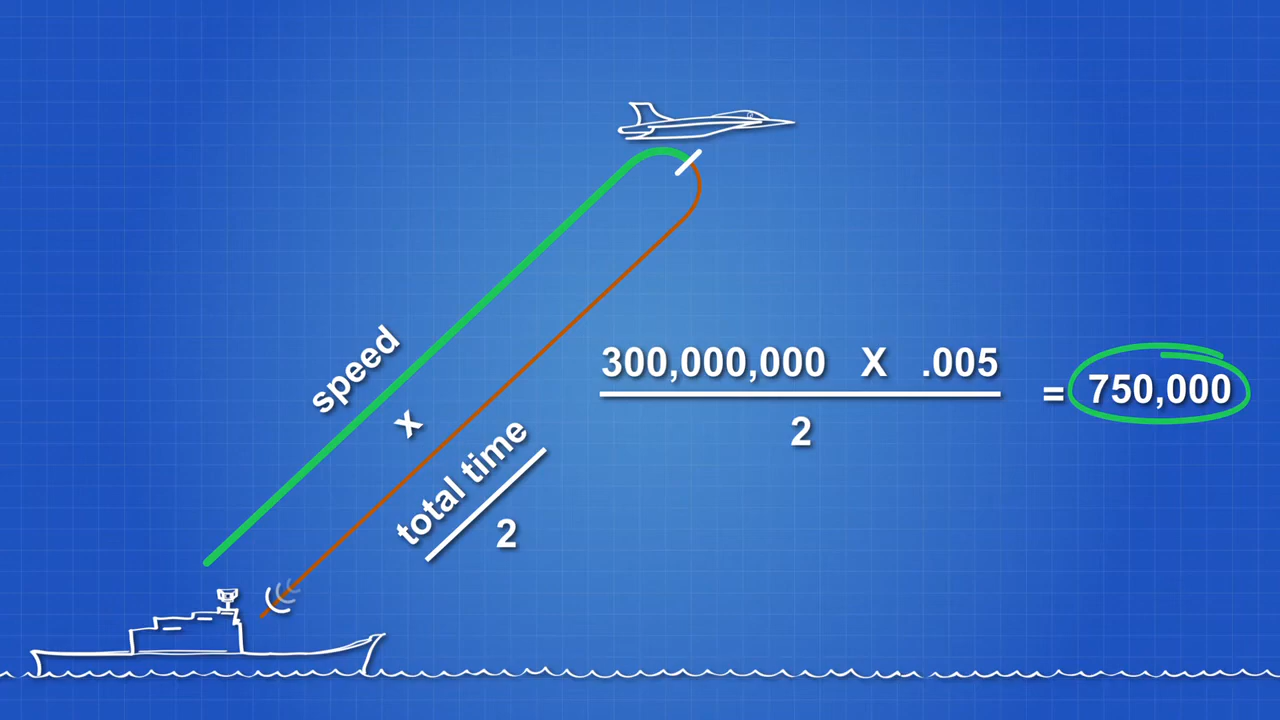 speed
x
total time
2
300,000,000 X .005
2
= 750,000